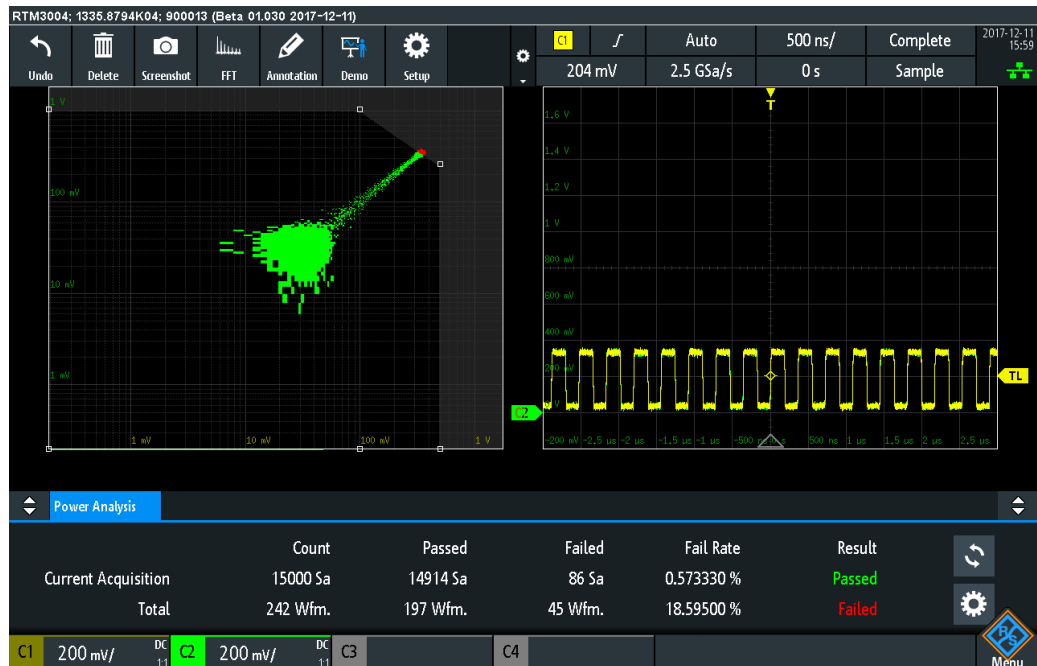 RTM3004; 1335.8794K04; 900013 (Beta 01.030 2017-12-11)
Undo Delete Screenshot FFT Annotation Demo Setup
C1 Auto 500 ns/ Complete
204 mV 2.5 GSa/s 0 s Sample
2017-12-11
15:59
1 V
100 mV
10 mV
1 mV
1 mV 10 mV 100 mV 1 V
T
1.6 V
1.4 V
1.2 V
1 V
800 mV
600 mV
400 mV
200 mV
TL
C2
-200 mV -2.5 µs -2 µs -1.5 µs -1 µs -500 ns 0 s 500 ns 1 µs 1.5 µs 2 µs 2.5 µs
Power Analysis
Count Passed Failed Fail Rate Result
Current Acquisition 15000 Sa 14914 Sa 86 Sa 0.573330 % Passed
Total 242 Wfm. 197 Wfm. 45 Wfm. 18.59500 % Failed
C1 200 mV/ DC 1:1 C2 200 mV/ DC 1:1 C3 C4
R&S
Menu